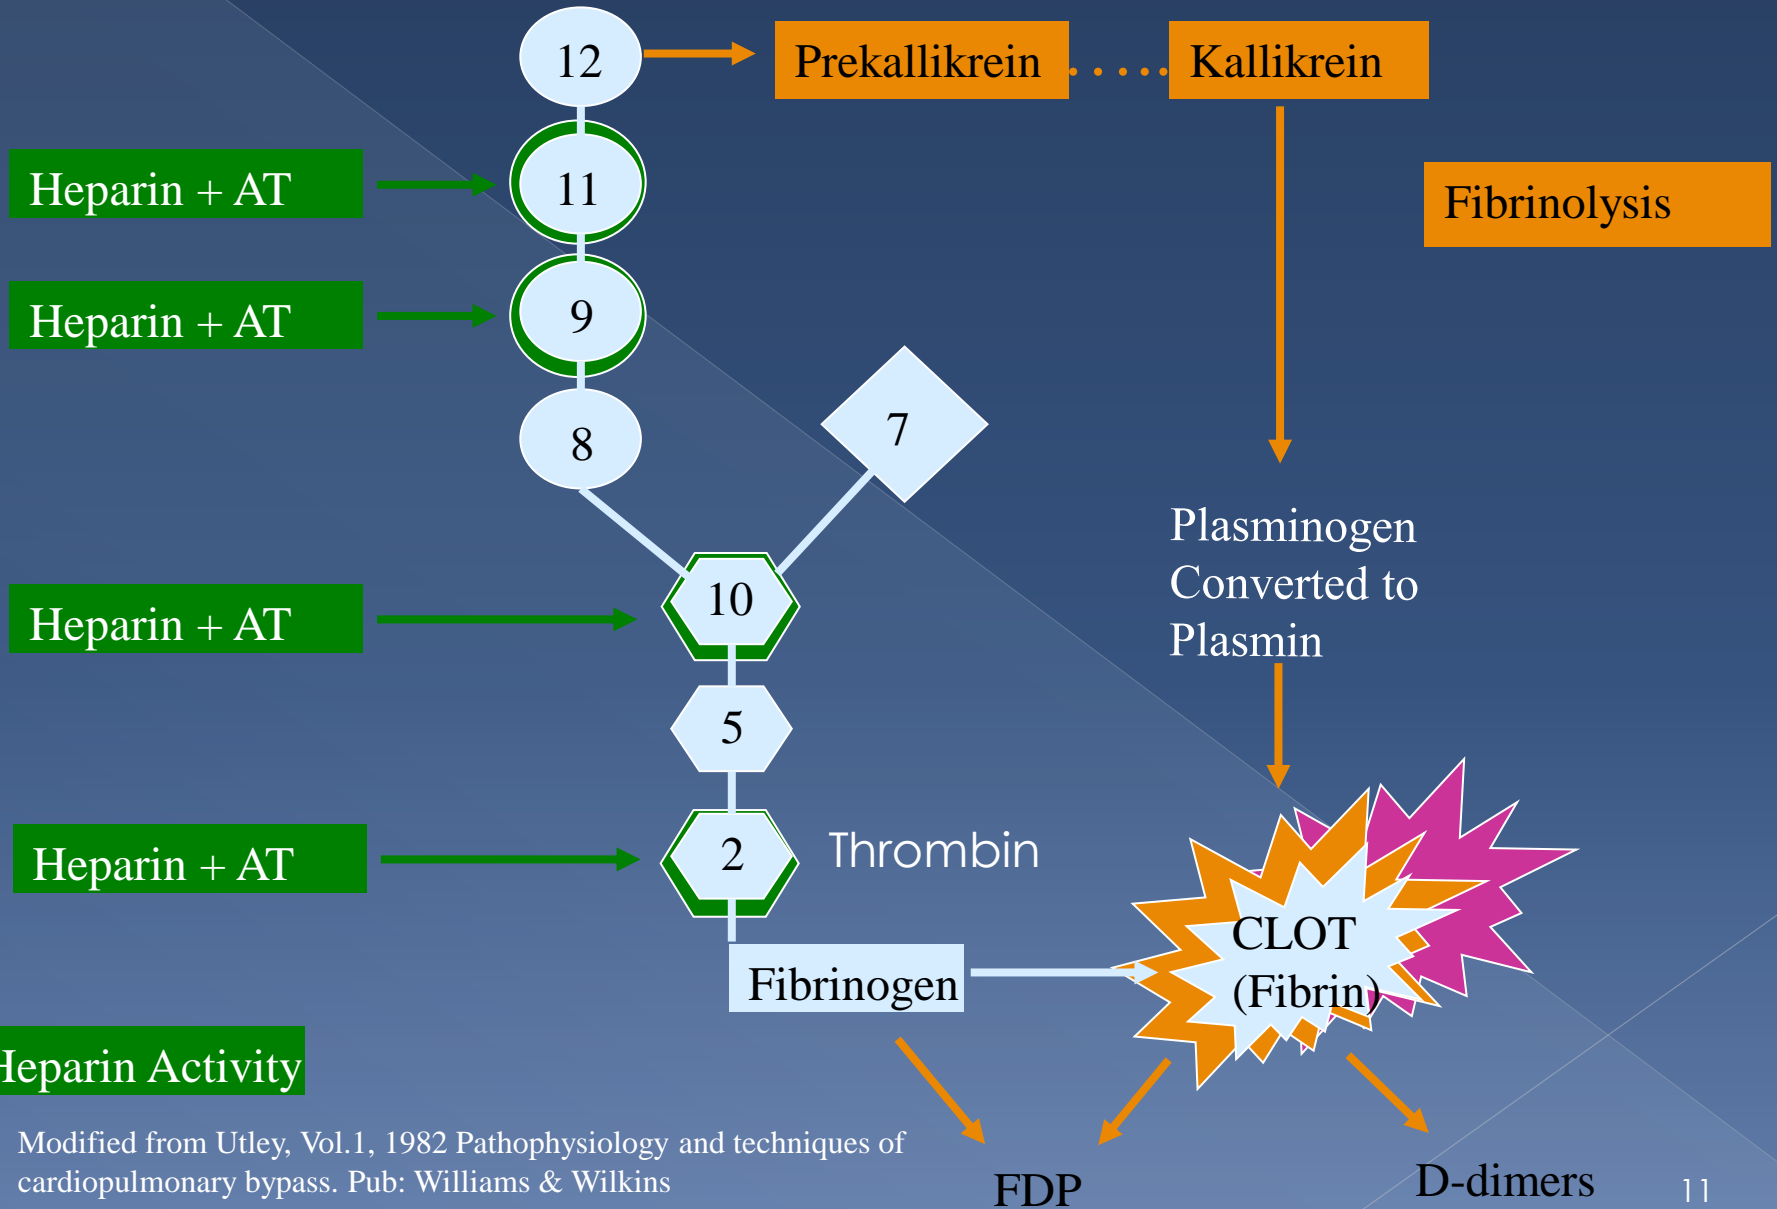 12
Prekallikrein
Kallikrein
Heparin + AT
11
Fibrinolysis
Heparin + AT
9
8
7
Plasminogen
Converted to
Plasmin
Heparin + AT
10
5
Heparin + AT
2
Thrombin
CLOT
(Fibrin)
Fibrinogen
Heparin Activity
Modified from Utley, Vol.1, 1982 Pathophysiology and techniques of
cardiopulmonary bypass. Pub: Williams & Wilkins
FDP
D-dimers
11